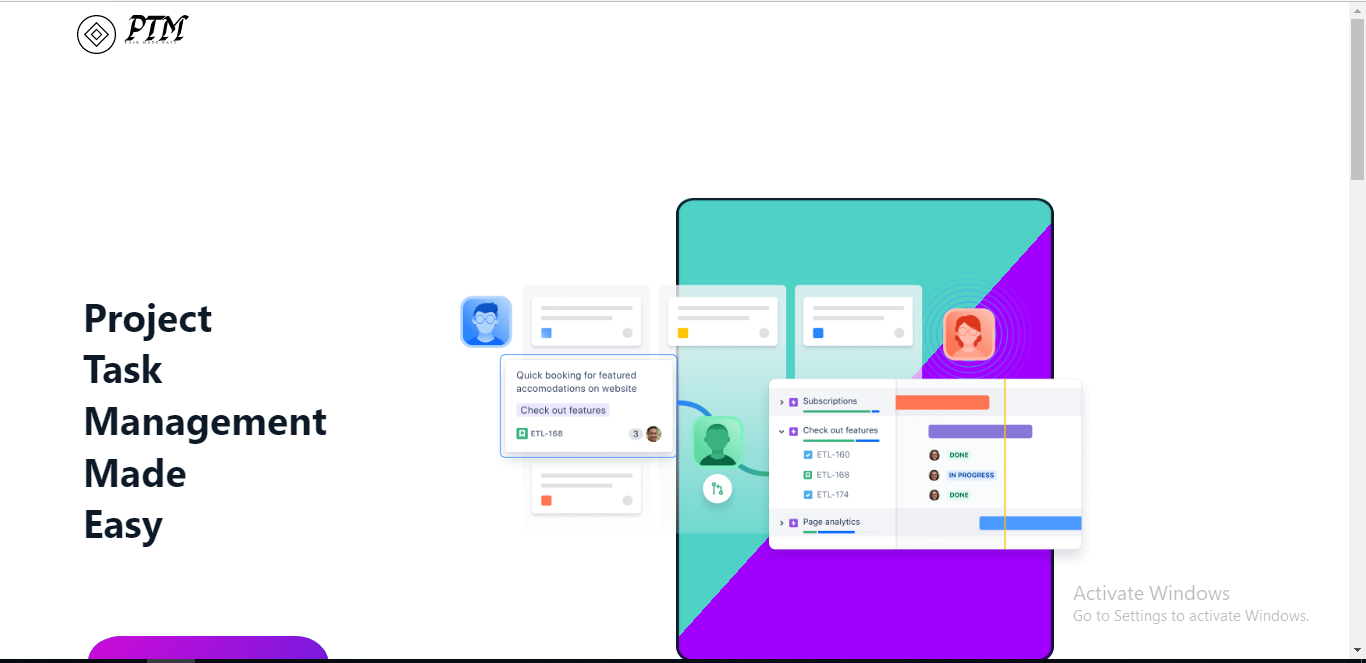 PTM
TASK MADE EASY
Project
Task
Management
Made
Easy
Quick booking for featured
accomodations on website
Check out features
ETL-168
3
Subscriptions
Check out features
ETL-160
DONE
ETL-168
IN PROGRESS
ETL-174
DONE
Page analytics
Activate Windows
Go to Settings to activate Windows.